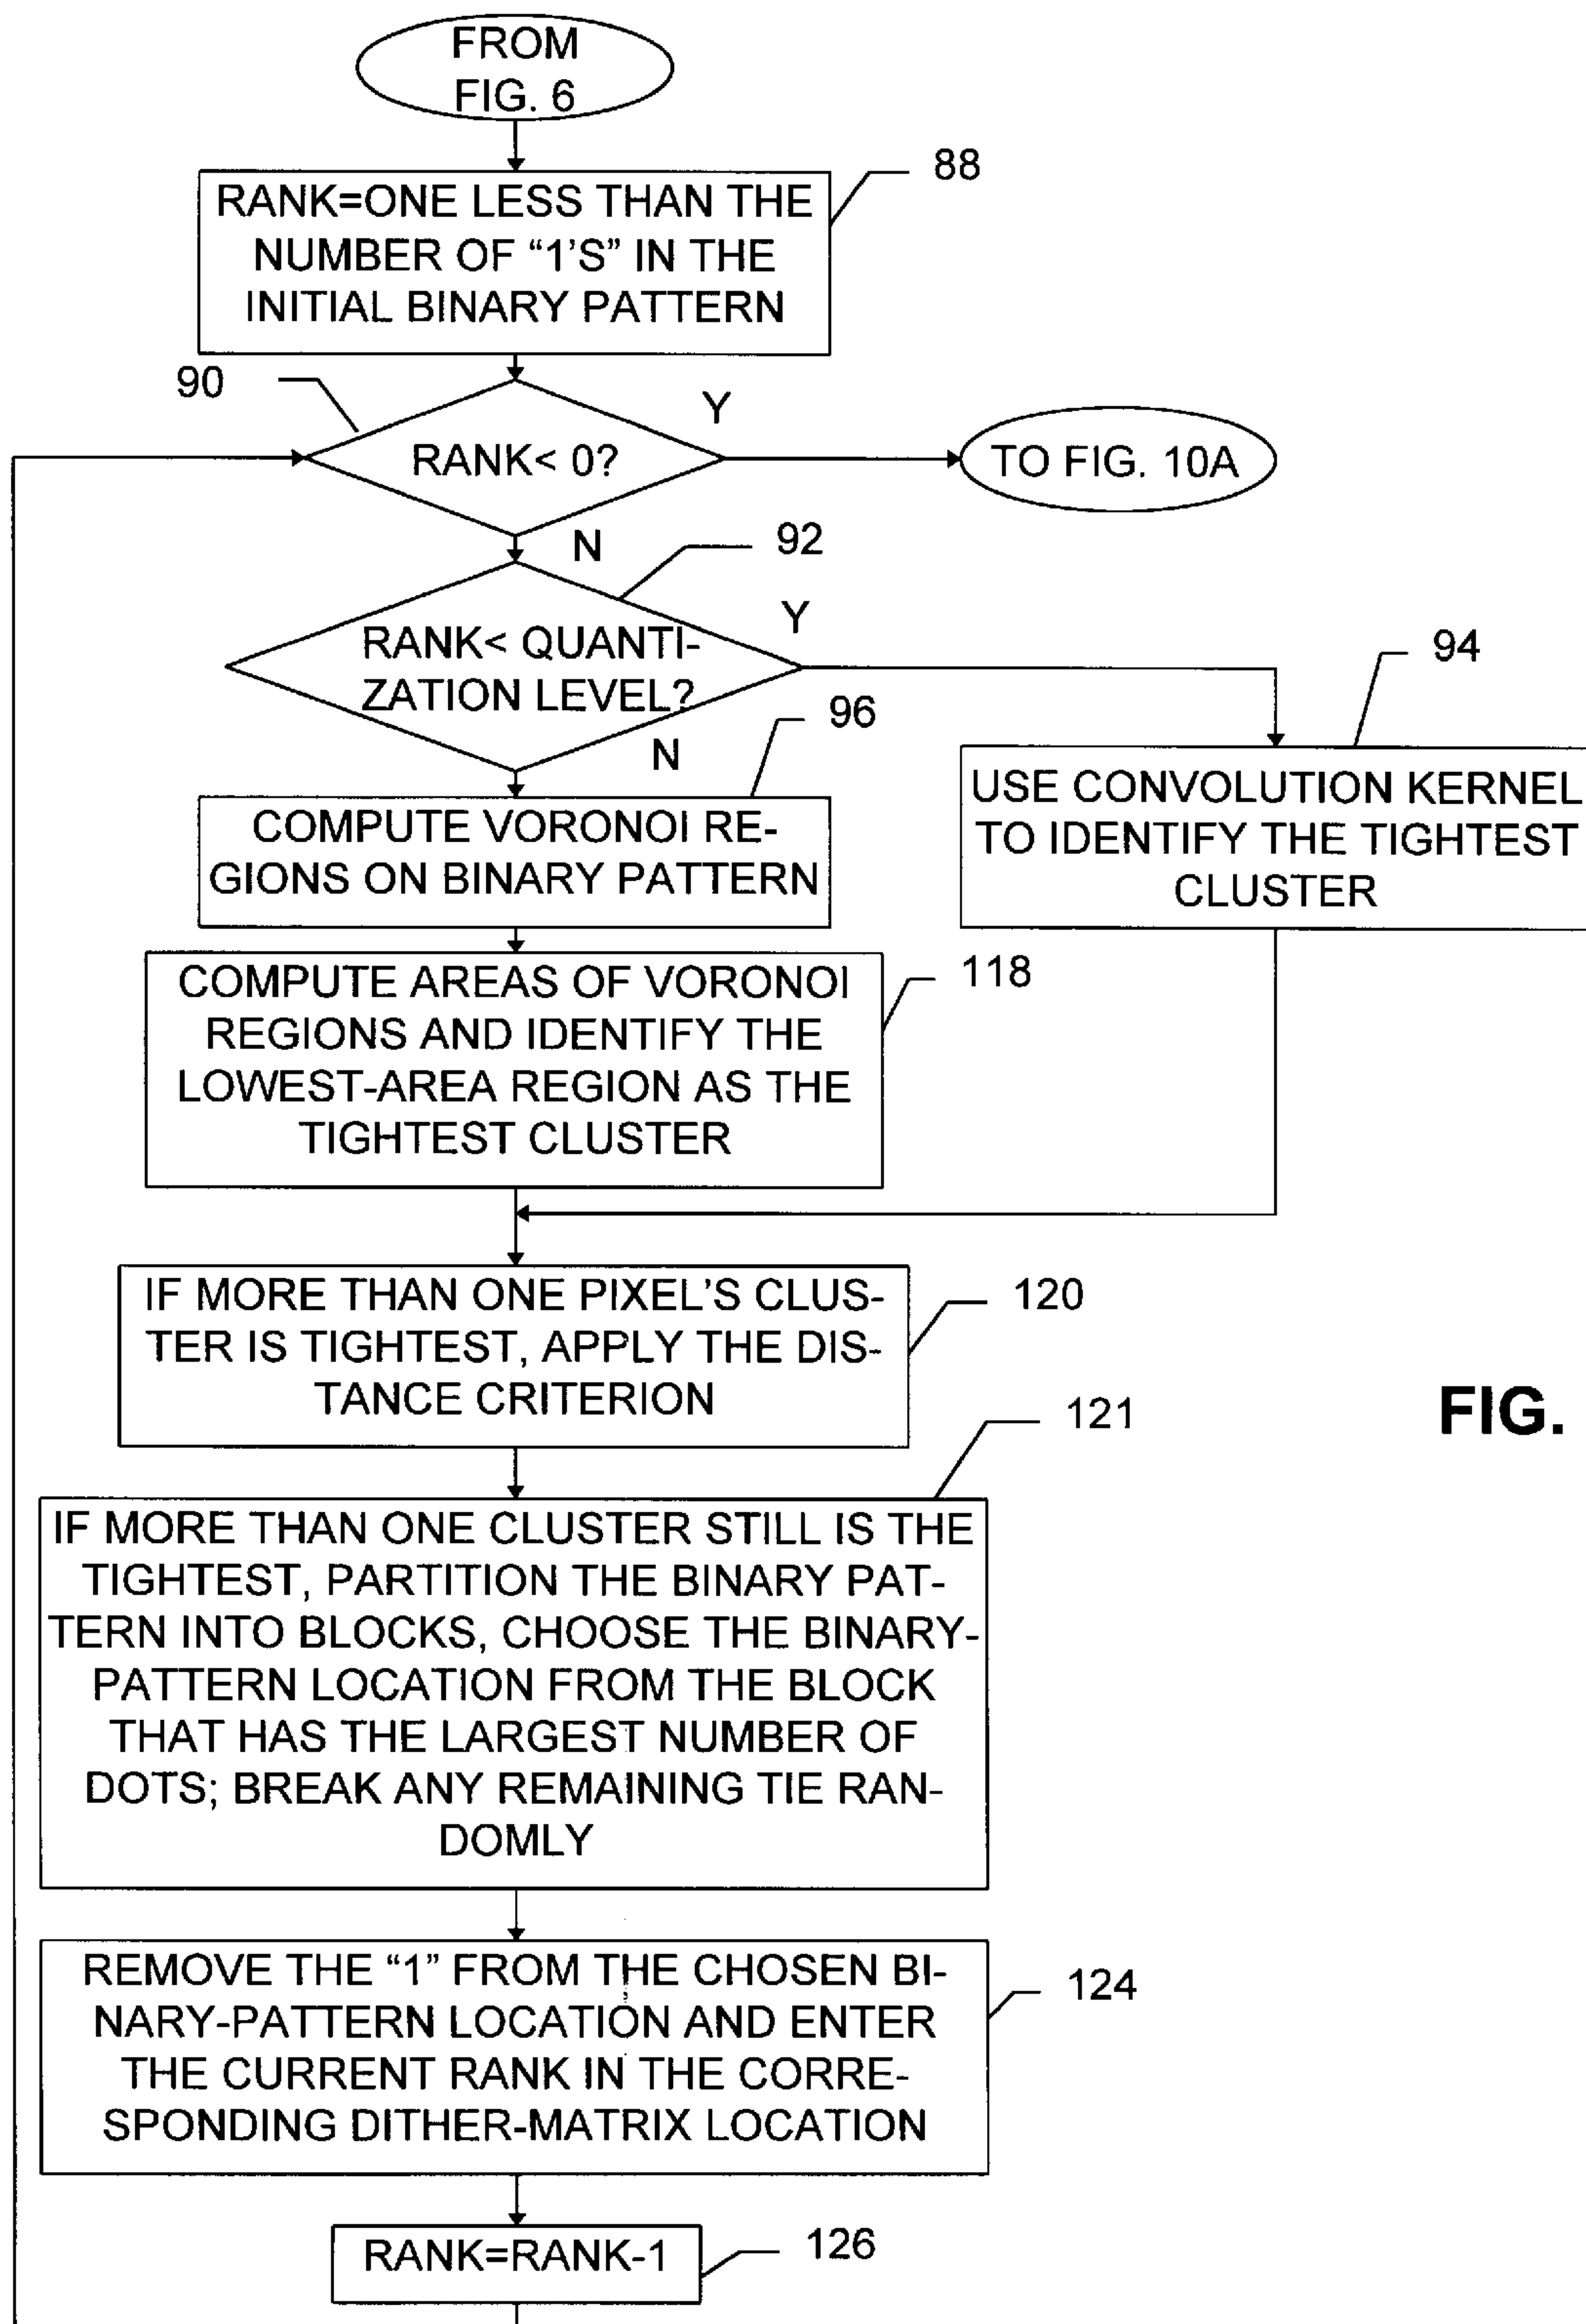 FROM
FIG. 6
88
RANK=ONE LESS THAN THE
NUMBER OF “1’S” IN THE
INITIAL BINARY PATTERN
90
Y
RANK< 0?
TO FIG. 10A
N
92
Y
RANK< QUANTI-
ZATION LEVEL?
94
96
N
USE CONVOLUTION KERNEL
TO IDENTIFY THE TIGHTEST
CLUSTER
COMPUTE VORONOI RE-
GIONS ON BINARY PATTERN
118
COMPUTE AREAS OF VORONOI
REGIONS AND IDENTIFY THE
LOWEST-AREA REGION AS THE
TIGHTEST CLUSTER
120
IF MORE THAN ONE PIXEL’S CLUS-
TER IS TIGHTEST, APPLY THE DIS-
TANCE CRITERION
FIG.
121
IF MORE THAN ONE CLUSTER STILL IS THE
TIGHTEST, PARTITION THE BINARY PAT-
TERN INTO BLOCKS, CHOOSE THE BINARY-
PATTERN LOCATION FROM THE BLOCK
THAT HAS THE LARGEST NUMBER OF
DOTS; BREAK ANY REMAINING TIE RAN-
DOMLY
124
REMOVE THE “1” FROM THE CHOSEN BI-
NARY-PATTERN LOCATION AND ENTER
THE CURRENT RANK IN THE CORRE-
SPONDING DITHER-MATRIX LOCATION
126
RANK=RANK-1